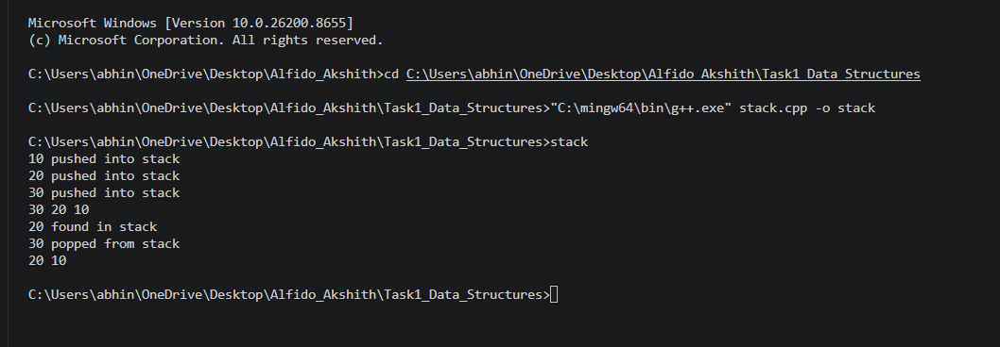 Microsoft Windows [Version 10.0.26200.8655]
(c) Microsoft Corporation. All rights reserved.
C:\Users\abhin\OneDrive\Desktop\Alfido_Akshith>cd C:\Users\abhin\OneDrive\Desktop\Alfido_Akshith\Task1_Data_Structures
C:\Users\abhin\OneDrive\Desktop\Alfido_Akshith\Task1_Data_Structures>"C:\mingw64\bin\g++.exe" stack.cpp -o stack
C:\Users\abhin\OneDrive\Desktop\Alfido_Akshith\Task1_Data_Structures>stack
10 pushed into stack
20 pushed into stack
30 pushed into stack
30 20 10
20 found in stack
30 popped from stack
20 10
C:\Users\abhin\OneDrive\Desktop\Alfido_Akshith\Task1_Data_Structures>